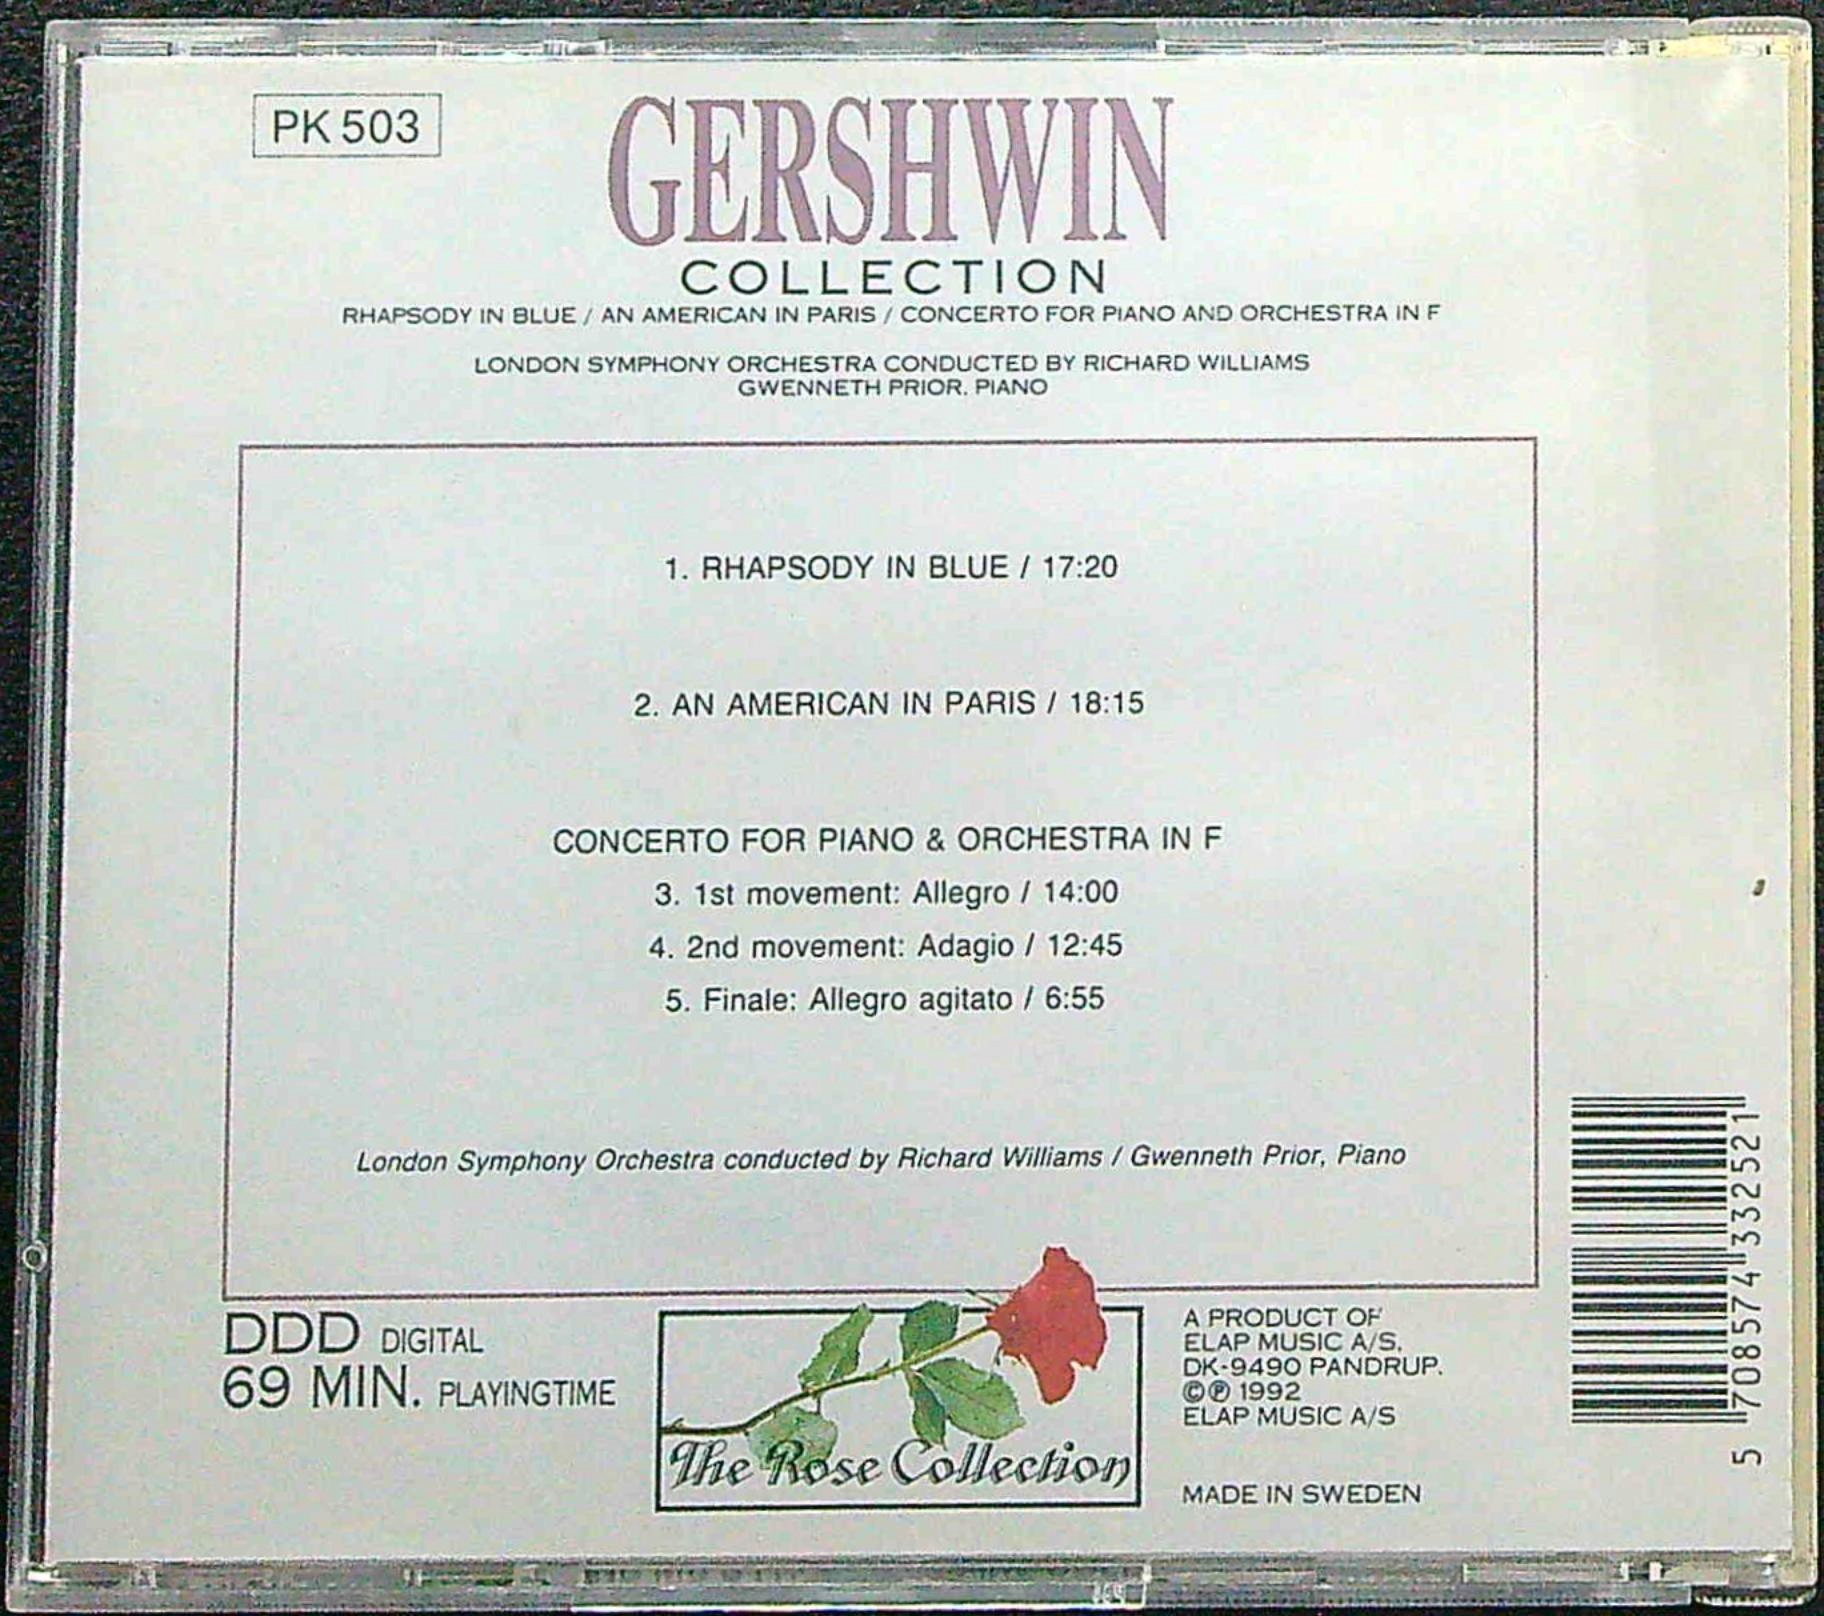 PK 503
GERSHWIN
COLLECTION
RHAPSODY IN BLUE / AN AMERICAN IN PARIS / CONCERTO FOR PIANO AND ORCHESTRA IN F
LONDON SYMPHONY ORCHESTRA CONDUCTED BY RICHARD WILLIAMS
GWENNETH PRIOR. PIANO
1. RHAPSODY IN BLUE / 17:20
2. AN AMERICAN IN PARIS / 18:15
CONCERTO FOR PIANO & ORCHESTRA IN F
3. 1st movement: Allegro / 14:00
4. 2nd movement: Adagio / 12:45
5. Finale: Allegro agitato / 6:55
London Symphony Orchestra conducted by Richard Williams / Gwenneth Prior, Piano
DDD DIGITAL
69 MIN. PLAYINGTIME
The Rose Collection
A PRODUCT OF
ELAP MUSIC A/S.
DK-9490 PANDRUP.
©℗ 1992
ELAP MUSIC A/S
MADE IN SWEDEN
5 708574 332521